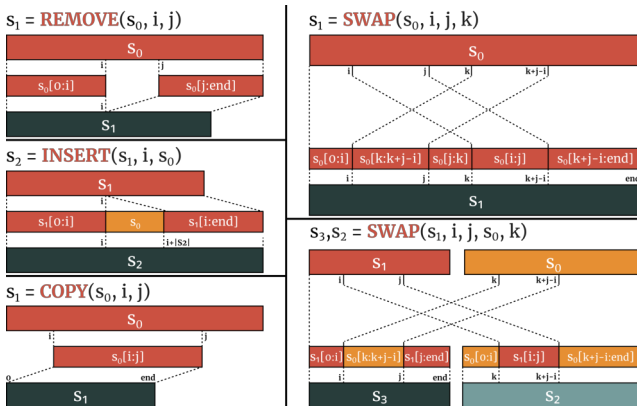 s₁ = REMOVE(s₀, i, j)
s₀
i j
s₀[0:i] s₀[j:end]
i
s₁
s₂ = INSERT(s₁, i, s₀)
s₁
i
s₁[0:i] s₀ s₁[i:end]
i i+|S2|
s₂
s₁ = COPY(s₀, i, j)
s₀
i j
s₀[i:j]
0 end
s₁
s₁ = SWAP(s₀, i, j, k)
s₀
i j k k+j-i
s₀[0:i] s₀[k:k+j-i] s₀[j:k] s₀[i:j] s₀[k+j-i:end]
i j k k+j-i end
s₁
s₃,s₂ = SWAP(s₁, i, j, s₀, k)
s₁ s₀
i j k k+j-i
s₁[0:i] s₀[k:k+j-i] s₁[j:end] s₀[0:i] s₁[i:j] s₀[k+j-i:end]
i j end k k+j-i
s₃ s₂